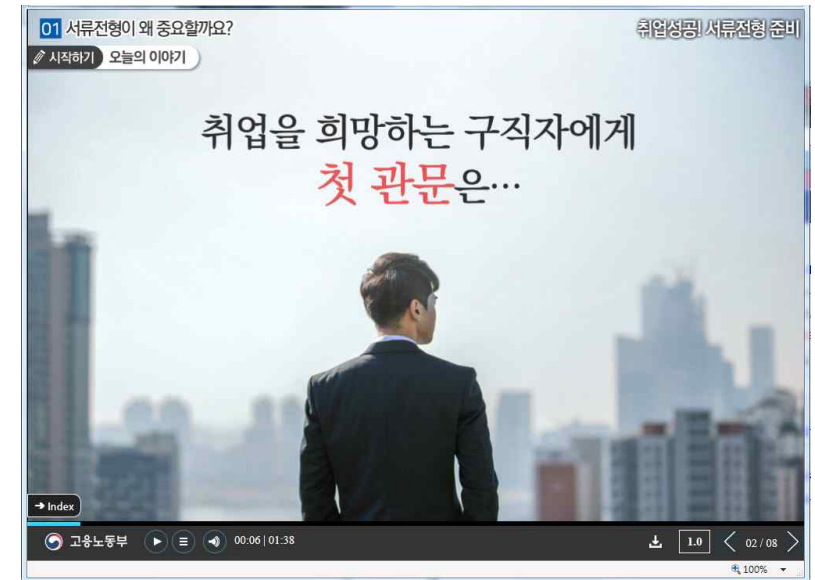 01 서류전형이 왜 중요할까요?
취업성공! 서류전형 준비
시작하기 오늘의 이야기
취업을 희망하는 구직자에게
첫 관문은…
→ Index
고용노동부 00:06 | 01:38 1.0 02 / 08
100%